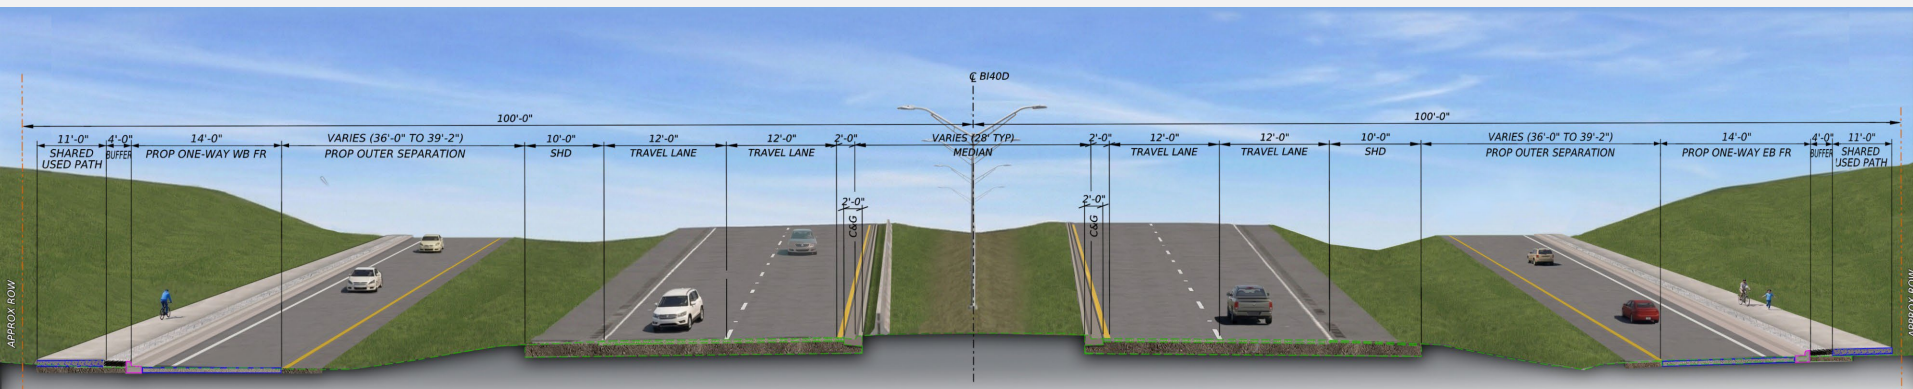 ℄ BI40D
100'-0"
100'-0"
11'-0"
4'-0"
14'-0"
VARIES (36'-0" TO 39'-2")
10'-0"
12'-0"
12'-0"
2'-0"
VARIES (28' TYP)
2'-0"
12'-0"
12'-0"
10'-0"
VARIES (36'-0" TO 39'-2")
14'-0"
4'-0"
11'-0"
SHARED
USED PATH
BUFFER
PROP ONE-WAY WB FR
PROP OUTER SEPARATION
SHD
TRAVEL LANE
TRAVEL LANE
MEDIAN
TRAVEL LANE
TRAVEL LANE
SHD
PROP OUTER SEPARATION
PROP ONE-WAY EB FR
BUFFER
SHARED
USED PATH
2'-0"
C&G
2'-0"
C&G
APPROX ROW
APPROX ROW